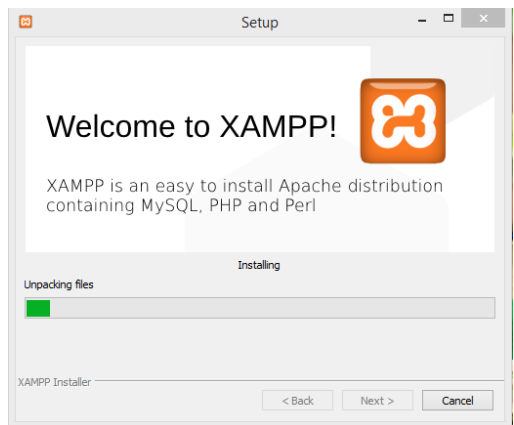 Setup
Welcome to XAMPP!
XAMPP is an easy to install Apache distribution
containing MySQL, PHP and Perl
Installing
Unpacking files
XAMPP Installer
< Back
Next >
Cancel